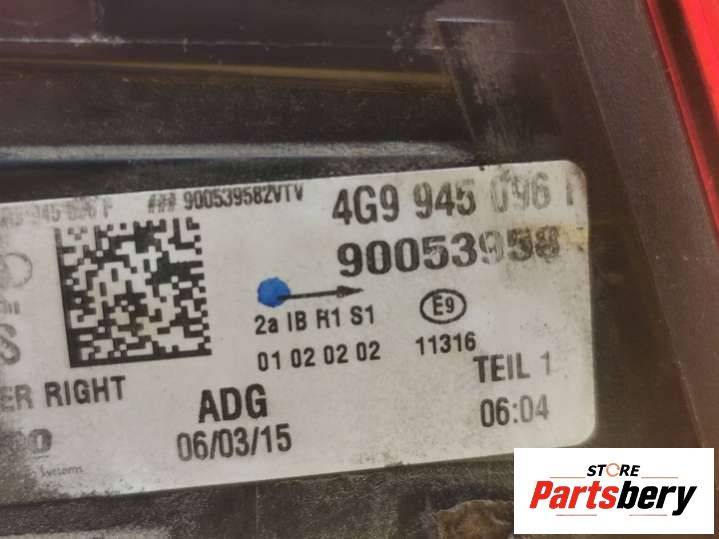 ### 900539582VTV
4G9 945 096
90053958
2a IB R1 S1
E9
01 02 02 02
11316
TEIL 1
ER RIGHT
ADG
06:04
06/03/15
Systems
STORE
Partsbery